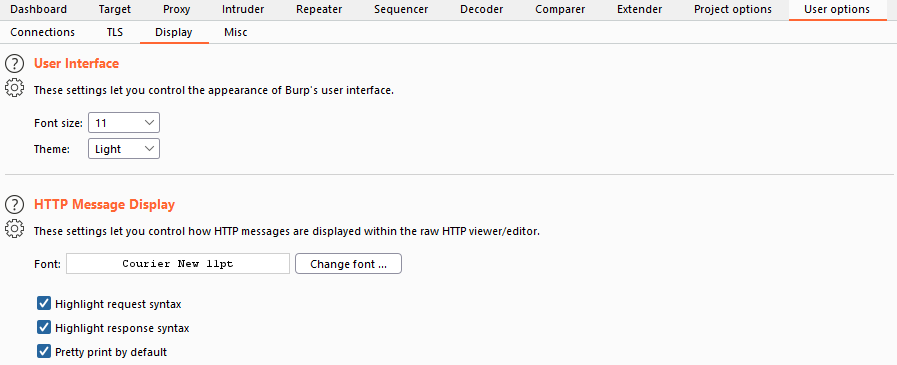 Dashboard Target Proxy Intruder Repeater Sequencer Decoder Comparer Extender Project options User options
Connections TLS Display Misc
? User Interface
These settings let you control the appearance of Burp's user interface.
Font size: 11
Theme: Light
? HTTP Message Display
These settings let you control how HTTP messages are displayed within the raw HTTP viewer/editor.
Font: Courier New 11pt Change font ...
Highlight request syntax
Highlight response syntax
Pretty print by default